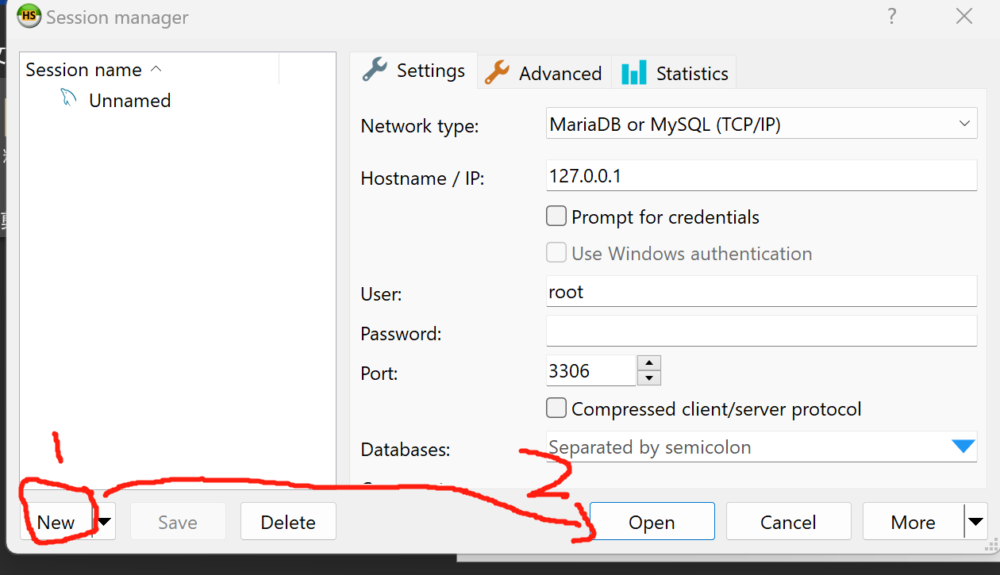 HS Session manager ?
Session name
Unnamed
Settings
Advanced
Statistics
Network type: MariaDB or MySQL (TCP/IP)
Hostname / IP: 127.0.0.1
Prompt for credentials
Use Windows authentication
User: root
Password:
Port: 3306
Compressed client/server protocol
Databases: Separated by semicolon
1
2
New
Save
Delete
Open
Cancel
More